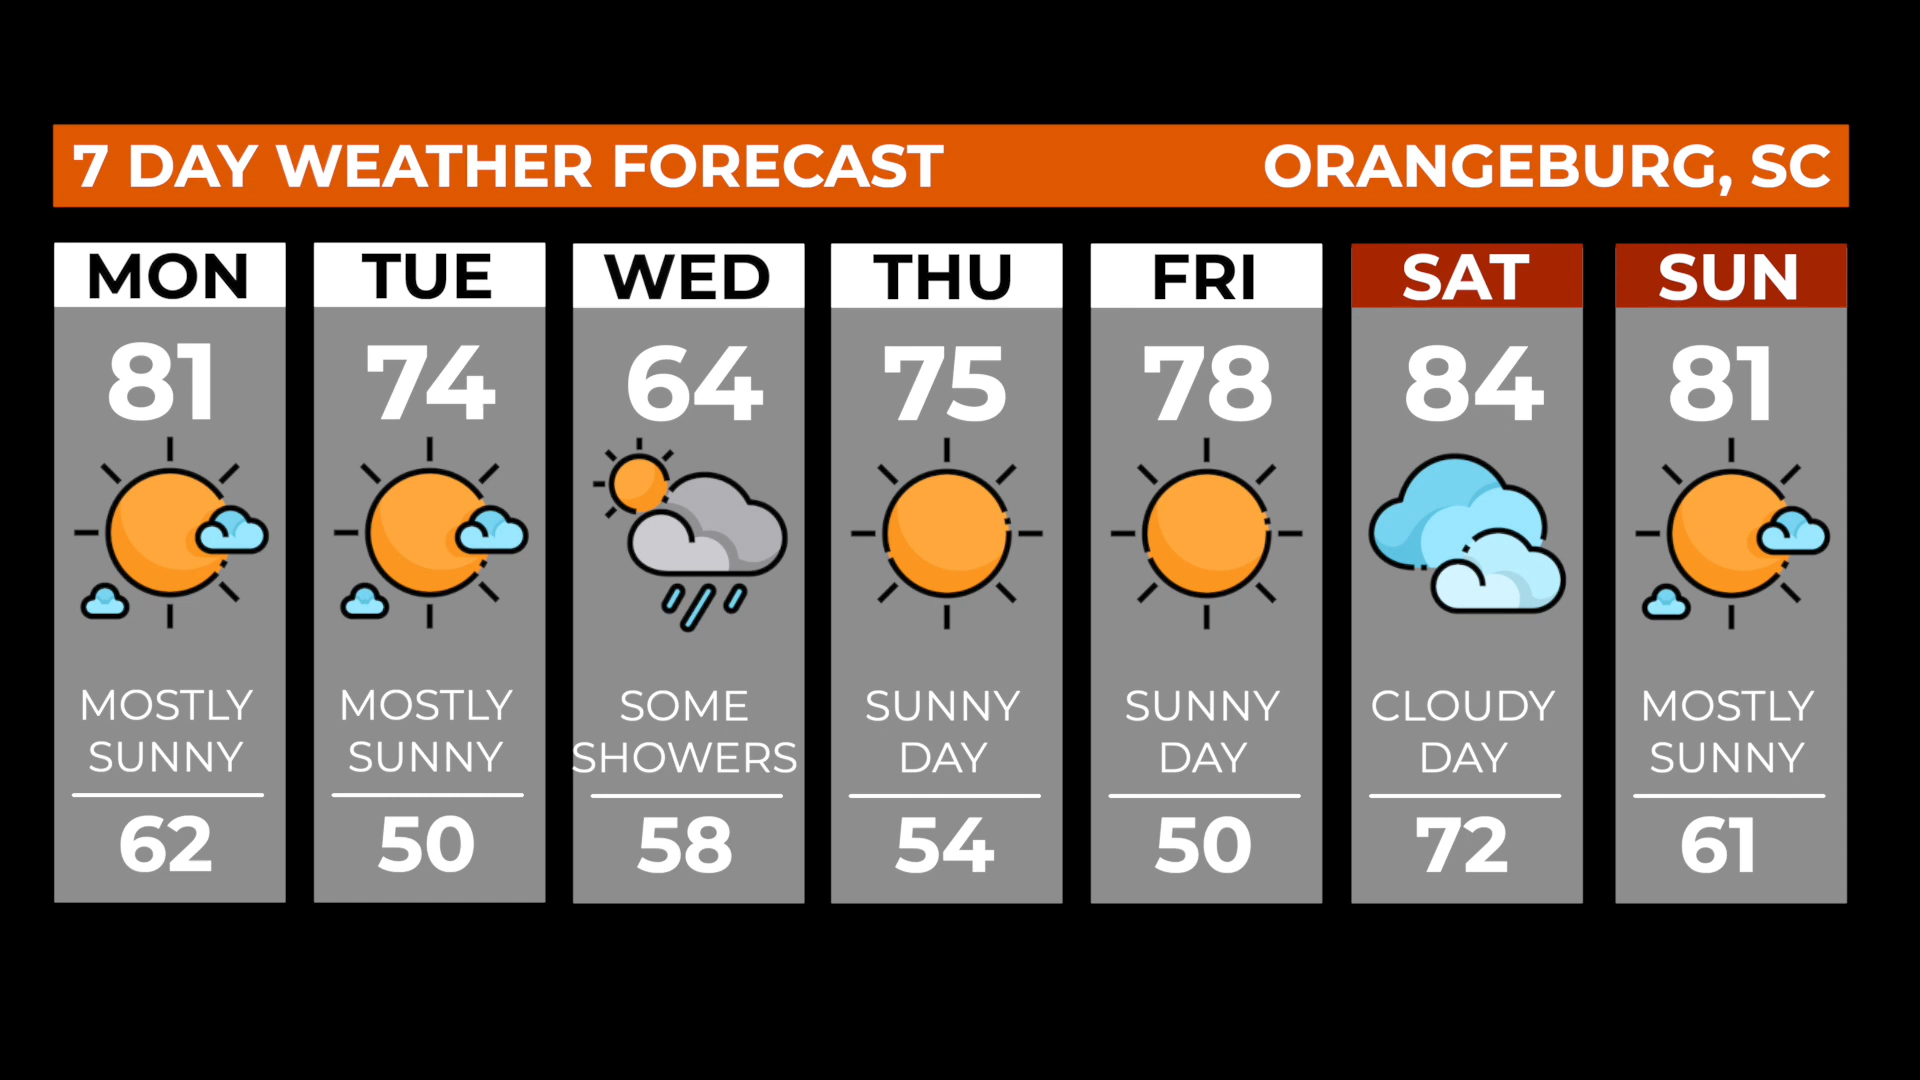 7 DAY WEATHER FORECAST
ORANGEBURG, SC
MON
81
MOSTLY
SUNNY
62
TUE
74
MOSTLY
SUNNY
50
WED
64
SOME
SHOWERS
58
THU
75
SUNNY
DAY
54
FRI
78
SUNNY
DAY
50
SAT
84
CLOUDY
DAY
72
SUN
81
MOSTLY
SUNNY
61